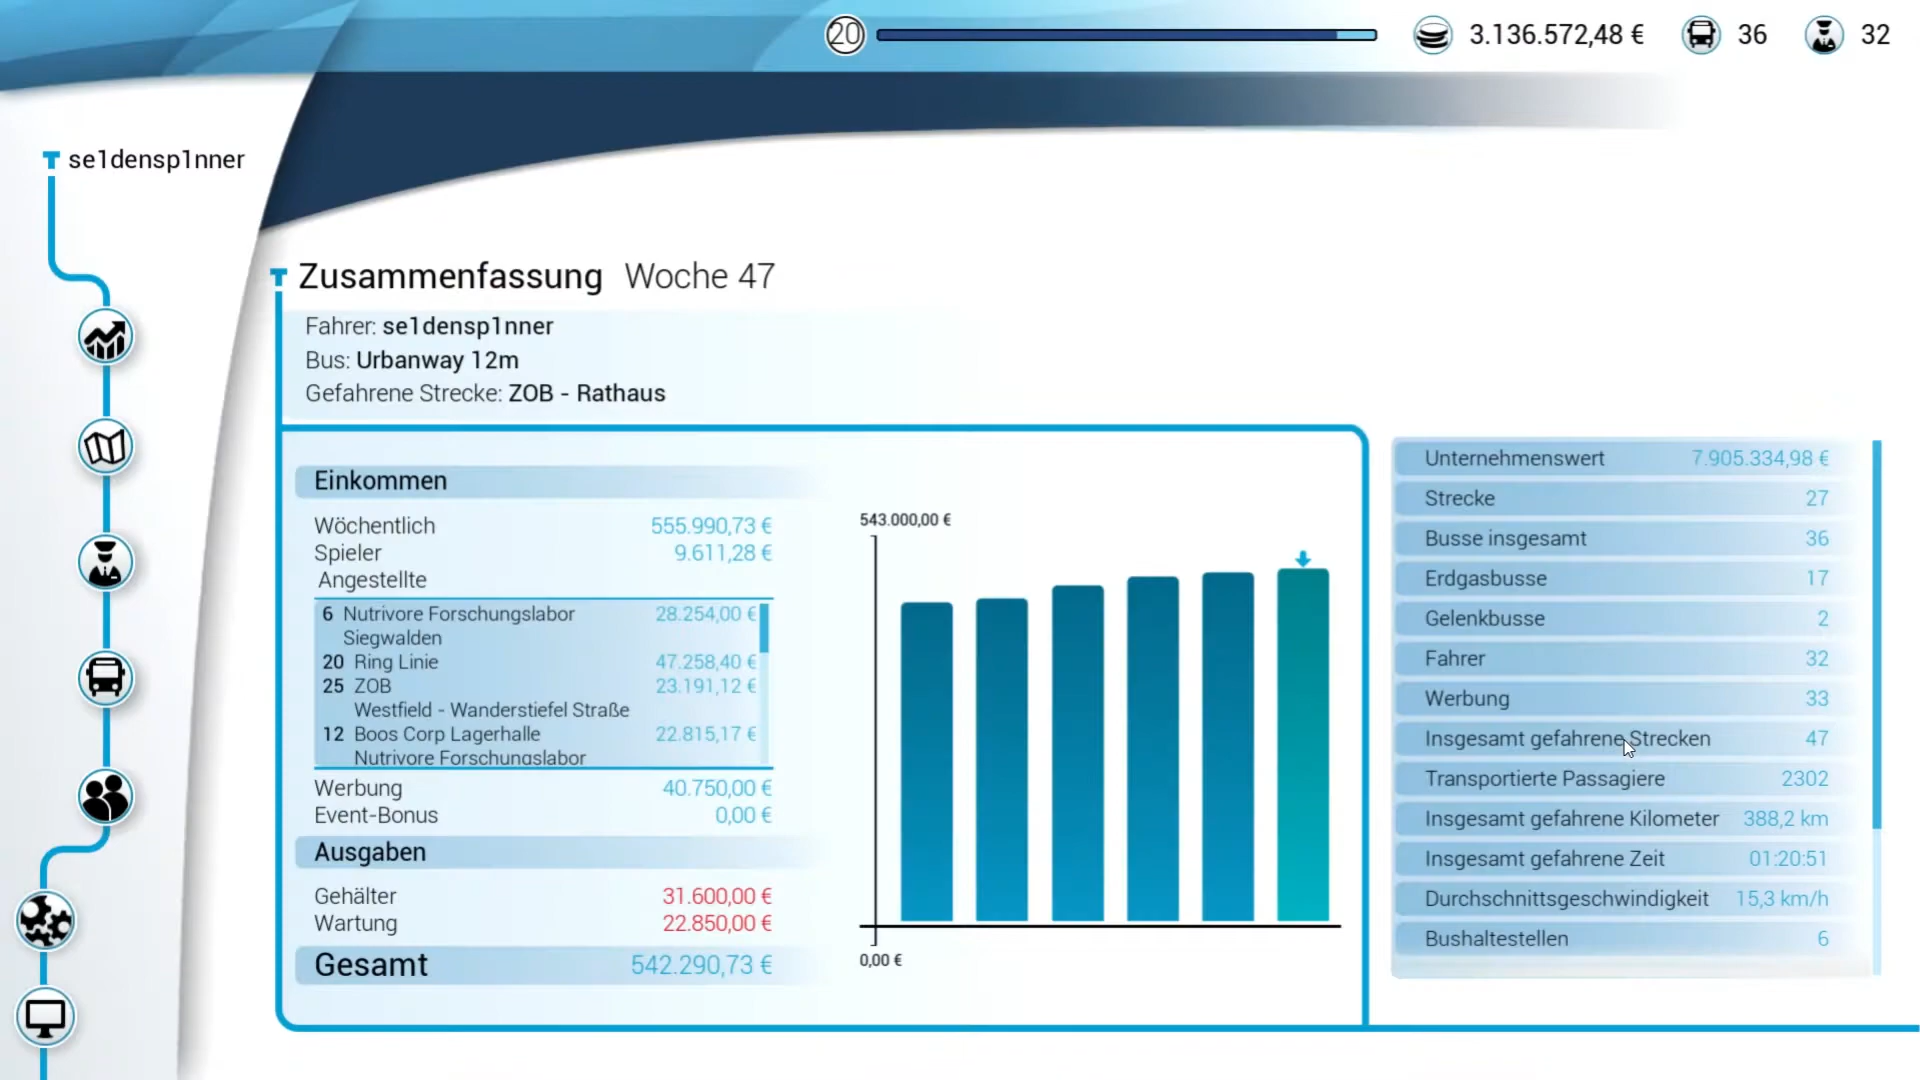 20
3.136.572,48 €
36
32
se1densp1nner
Zusammenfassung Woche 47
Fahrer: se1densp1nner
Bus: Urbanway 12m
Gefahrene Strecke: ZOB - Rathaus
Einkommen
Wöchentlich 555.990,73 €
Spieler 9.611,28 €
Angestellte
6 Nutrivore Forschungslabor 28.254,00 €
Siegwalden
20 Ring Linie 47.258,40 €
25 ZOB 23.191,12 €
Westfield - Wanderstiefel Straße
12 Boos Corp Lagerhalle 22.815,17 €
Nutrivore Forschungslabor
Werbung 40.750,00 €
Event-Bonus 0,00 €
Ausgaben
Gehälter 31.600,00 €
Wartung 22.850,00 €
Gesamt 542.290,73 €
543.000,00 €
0,00 €
Unternehmenswert 7.905.334,98 €
Strecke 27
Busse insgesamt 36
Erdgasbusse 17
Gelenkbusse 2
Fahrer 32
Werbung 33
Insgesamt gefahrene Strecken 47
Transportierte Passagiere 2302
Insgesamt gefahrene Kilometer 388,2 km
Insgesamt gefahrene Zeit 01:20:51
Durchschnittsgeschwindigkeit 15,3 km/h
Bushaltestellen 6